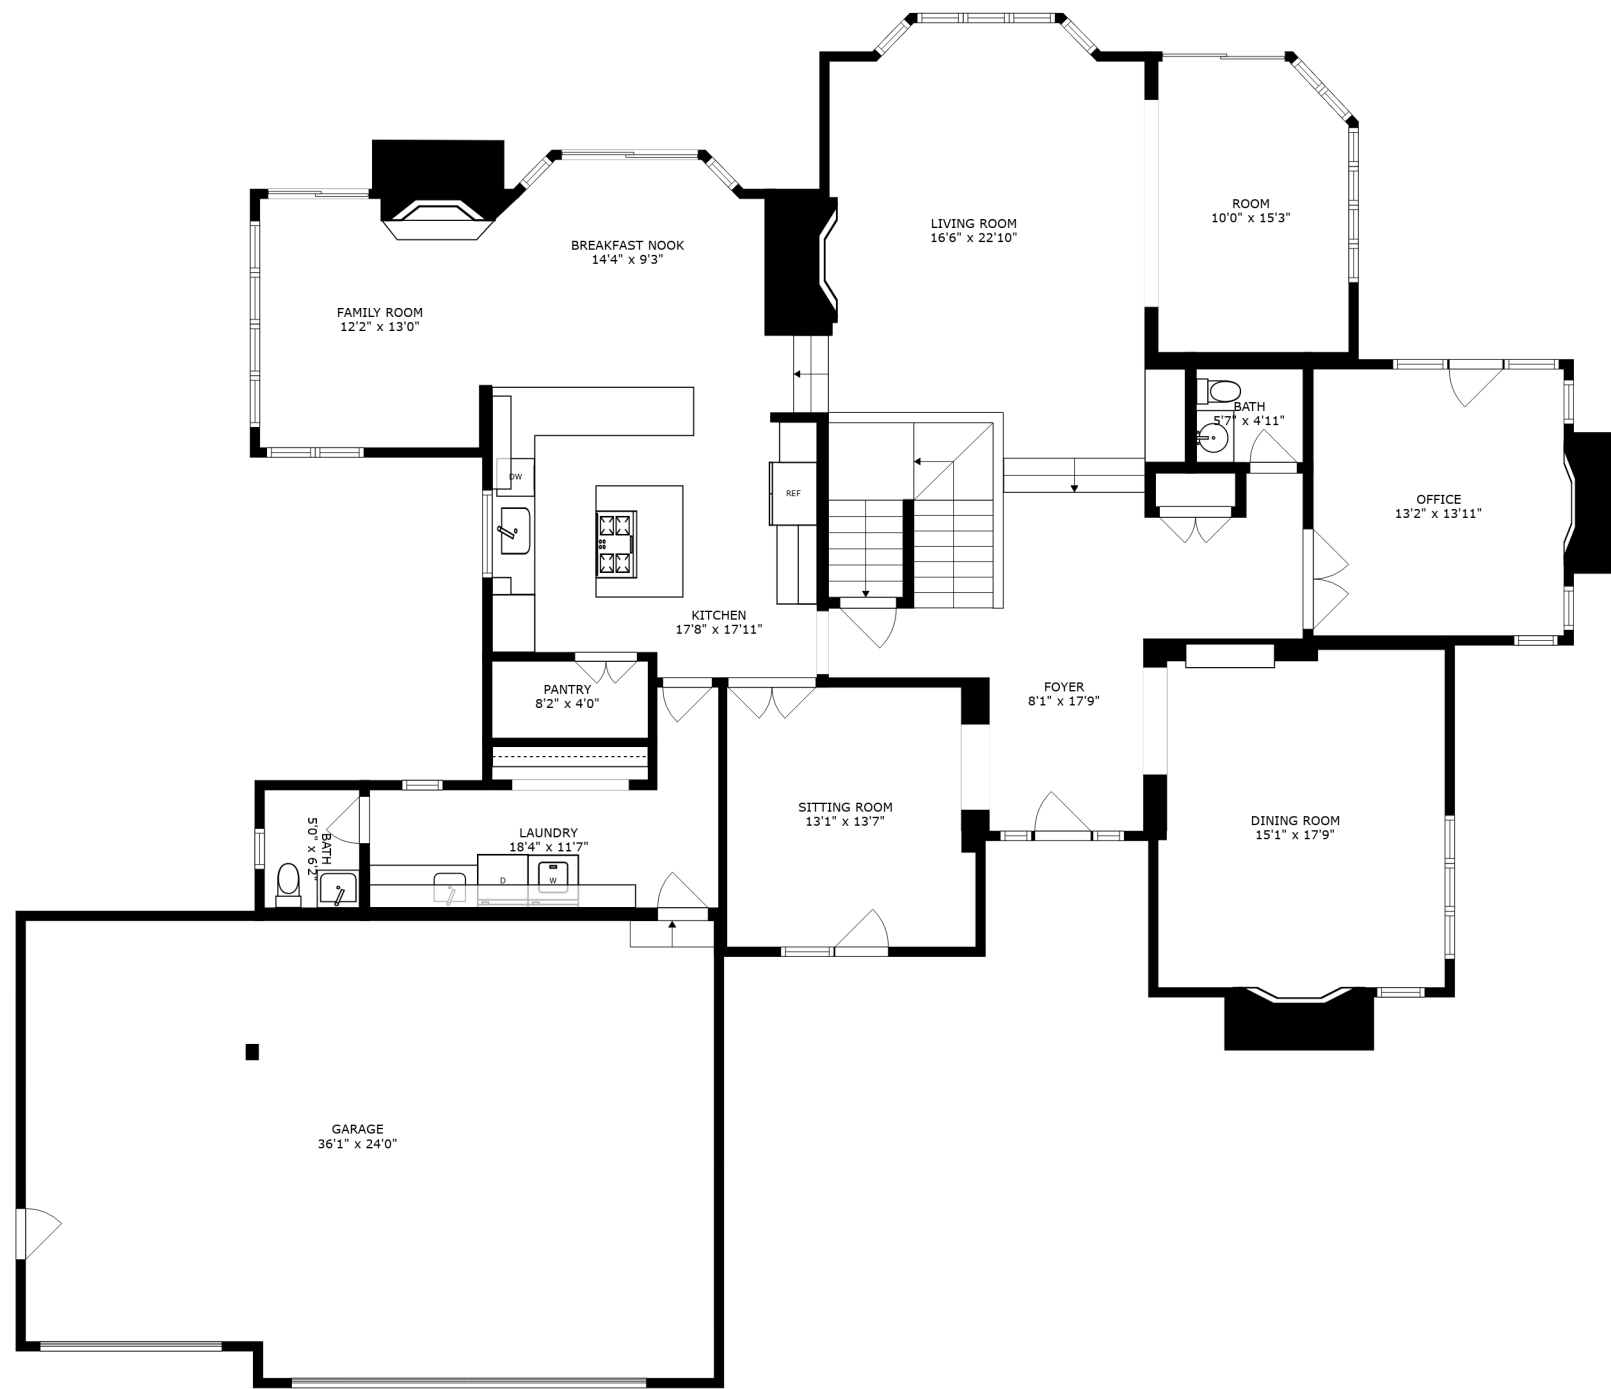 LIVING ROOM
16'6" x 22'10"
ROOM
10'0" x 15'3"
BREAKFAST NOOK
14'4" x 9'3"
FAMILY ROOM
12'2" x 13'0"
BATH
5'7" x 4'11"
DW
REF
OFFICE
13'2" x 13'11"
KITCHEN
17'8" x 17'11"
PANTRY
8'2" x 4'0"
FOYER
8'1" x 17'9"
SITTING ROOM
13'1" x 13'7"
DINING ROOM
15'1" x 17'9"
BATH
5'0" x 6'2"
LAUNDRY
18'4" x 11'7"
D
W
GARAGE
36'1" x 24'0"